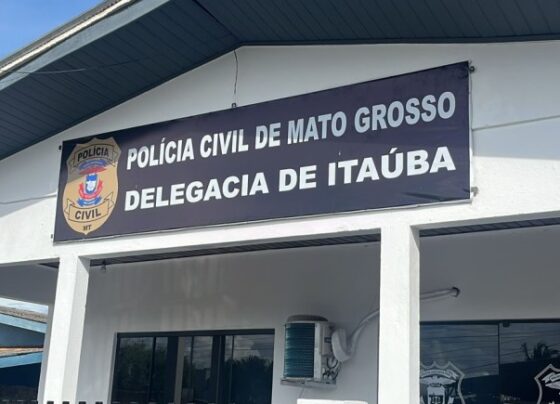 POLÍCIA CIVIL DE MATO GROSSO
DELEGACIA DE ITAÚBA
POLÍCIA
CIVIL
MT